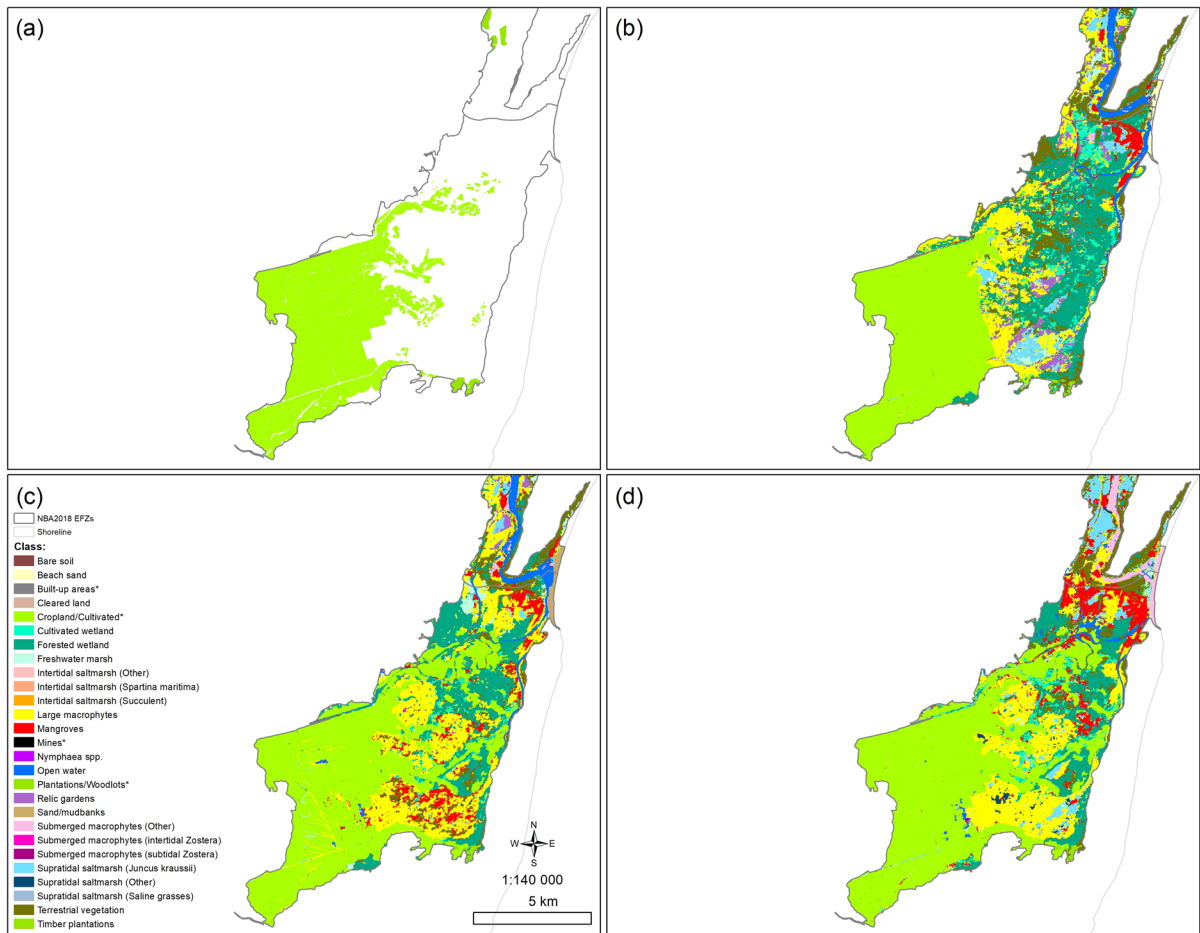 (a)
(b)
(c)
(d)
NBA2018 EFZs
Shoreline
Class:
Bare soil
Beach sand
Built-up areas*
Cleared land
Cropland/Cultivated*
Cultivated wetland
Forested wetland
Freshwater marsh
Intertidal saltmarsh (Other)
Intertidal saltmarsh (Spartina maritima)
Intertidal saltmarsh (Succulent)
Large macrophytes
Mangroves
Mines*
Nymphaea spp.
Open water
Plantations/Woodlots*
Relic gardens
Sand/mudbanks
Submerged macrophytes (Other)
Submerged macrophytes (intertidal Zostera)
Submerged macrophytes (subtidal Zostera)
Supratidal saltmarsh (Juncus kraussii)
Supratidal saltmarsh (Other)
Supratidal saltmarsh (Saline grasses)
Terrestrial vegetation
Timber plantations
N
W E
S
1:140 000
5 km